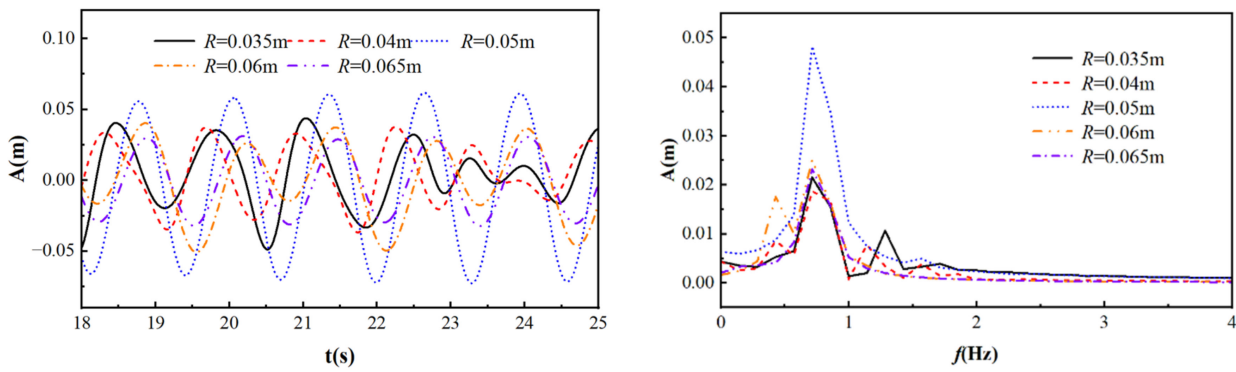 0.10
0.05
0.00
−0.05
A(m)
R=0.035m R=0.04m R=0.05m
R=0.06m R=0.065m
18 19 20 21 22 23 24 25
t(s)
0.05
0.04
0.03
0.02
0.01
0.00
A(m)
R=0.035m
R=0.04m
R=0.05m
R=0.06m
R=0.065m
0 1 2 3 4
f(Hz)